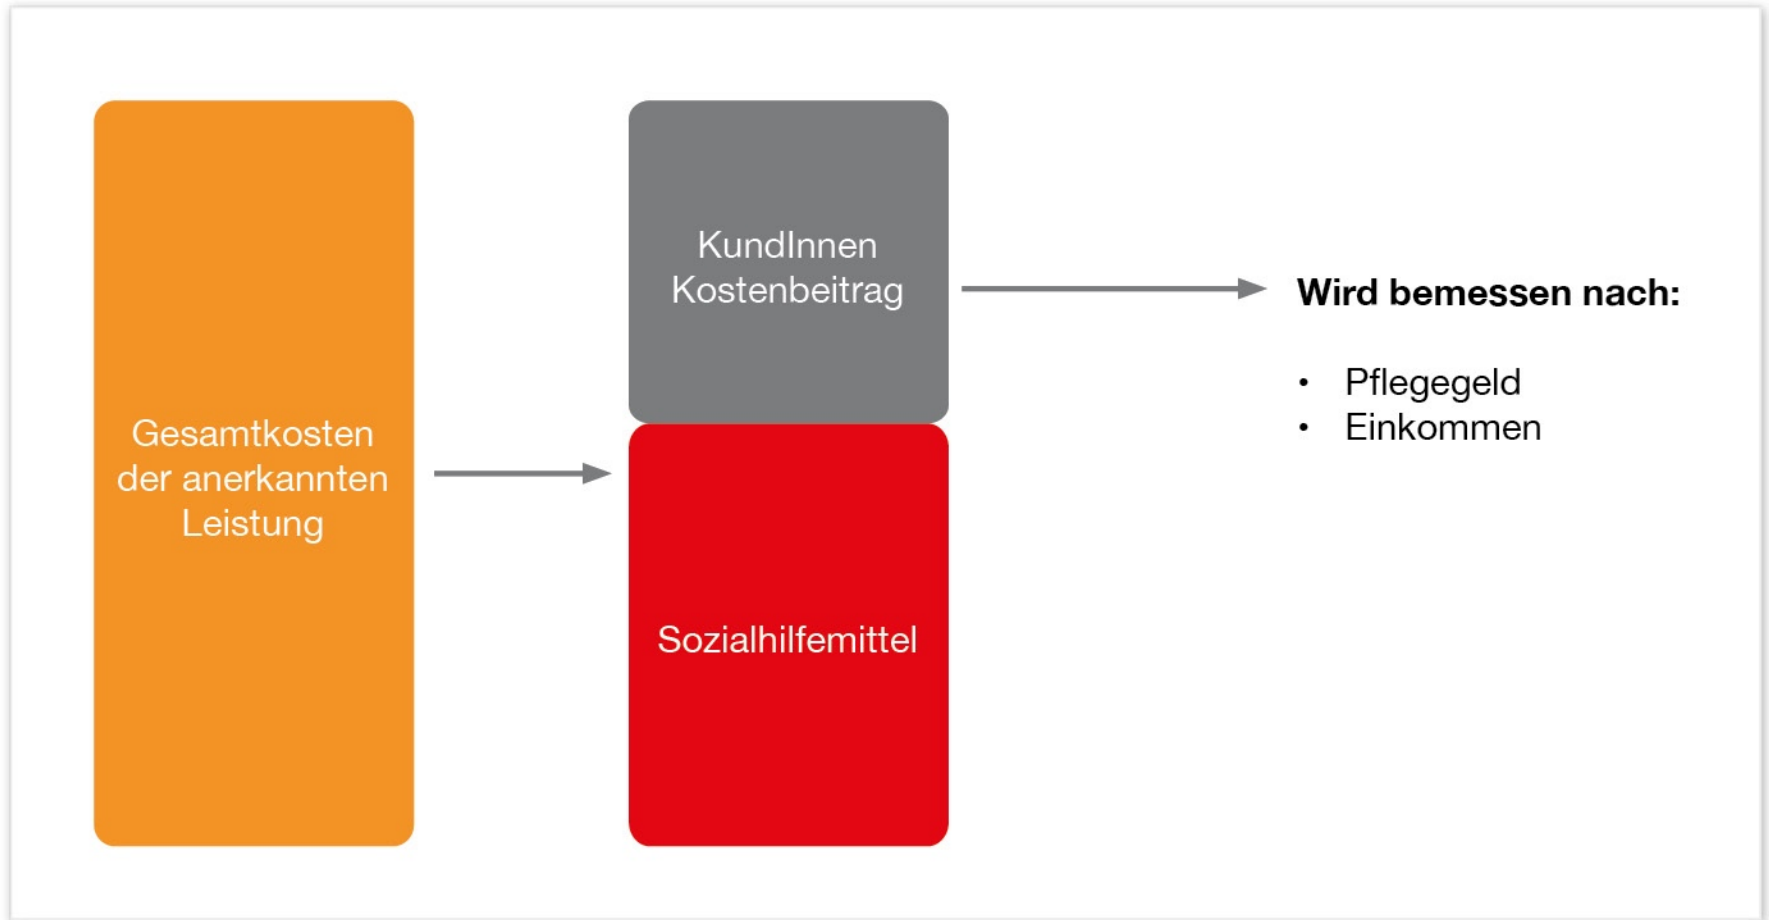 Gesamtkosten
der anerkannten
Leistung
KundInnen
Kostenbeitrag
Sozialhilfemittel
Wird bemessen nach:
• Pflegegeld
• Einkommen